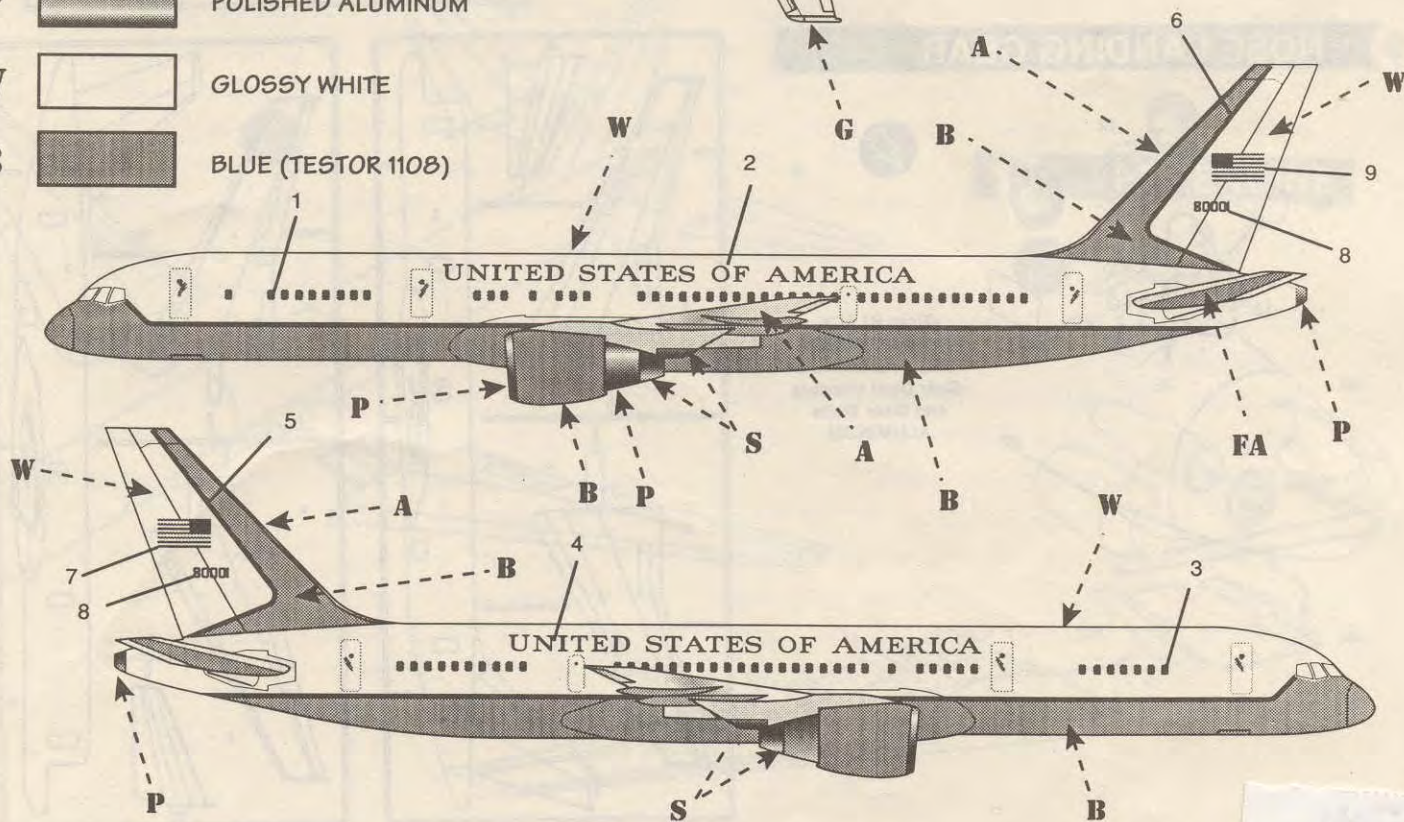 POLISHED ALUMINUM
GLOSSY WHITE
BLUE (TESTOR 1108)
G
6
A
W
W
B
2
9
1
80001
8
UNITED STATES OF AMERICA
P
S
A
FA
P
B
P
B
5
W
A
W
7
B
4
3
8
80001
UNITED STATES OF AMERICA
P
S
B